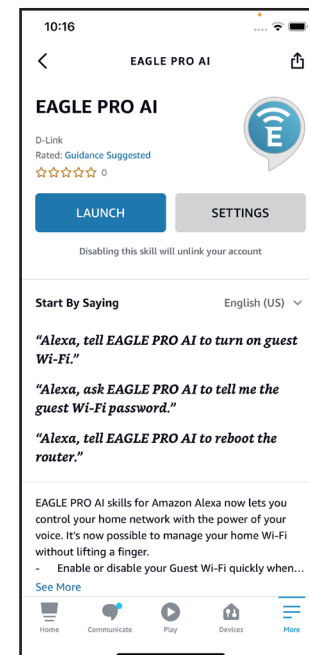 10:16
EAGLE PRO AI
EAGLE PRO AI
D-Link
Rated: Guidance Suggested
0
E
LAUNCH
SETTINGS
Disabling this skill will unlink your account
Start By Saying
English (US)
“Alexa, tell EAGLE PRO AI to turn on guest
Wi-Fi.”
“Alexa, ask EAGLE PRO AI to tell me the
guest Wi-Fi password.”
“Alexa, tell EAGLE PRO AI to reboot the
router.”
EAGLE PRO AI skills for Amazon Alexa now lets you
control your home network with the power of your
voice. It's now possible to manage your home Wi-Fi
without lifting a finger.
- Enable or disable your Guest Wi-Fi quickly when...
See More
Home
Communicate
Play
Devices
More